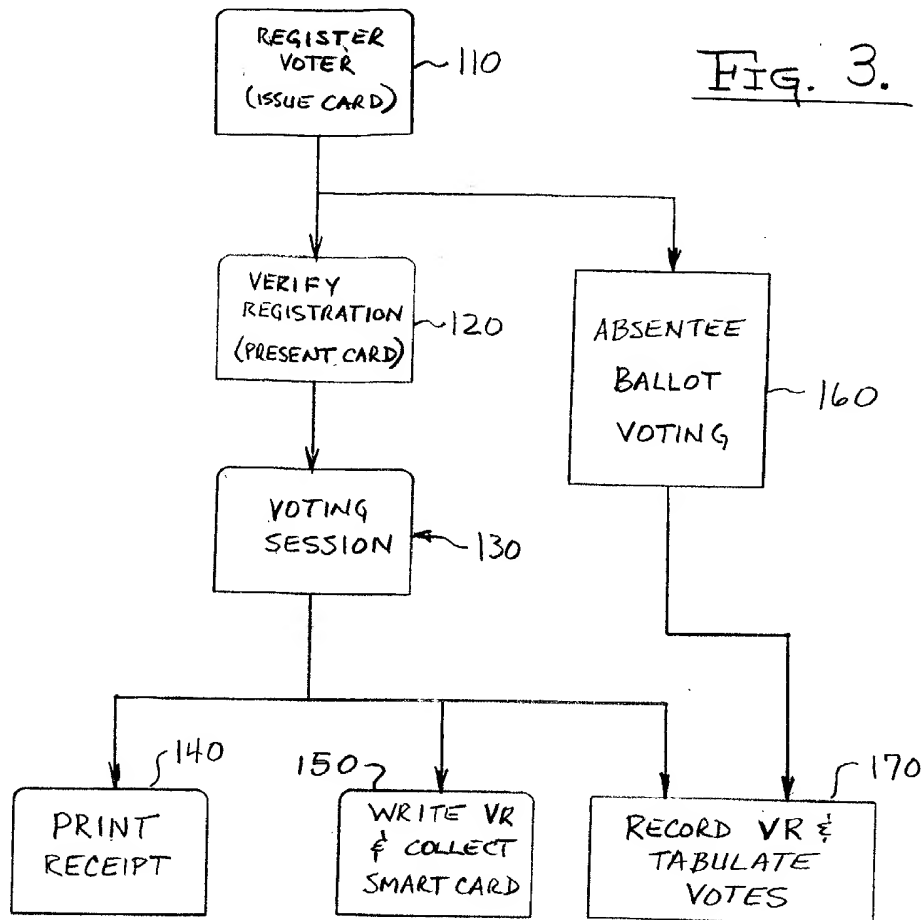 REGISTER
VOTER
(ISSUE CARD)
110
FIG. 3.
VERIFY
REGISTRATION
(PRESENT CARD)
120
ABSENTEE
BALLOT
VOTING
160
VOTING
SESSION
130
140
PRINT
RECEIPT
150
WRITE VR
& COLLECT
SMART CARD
170
RECORD VR &
TABULATE
VOTES